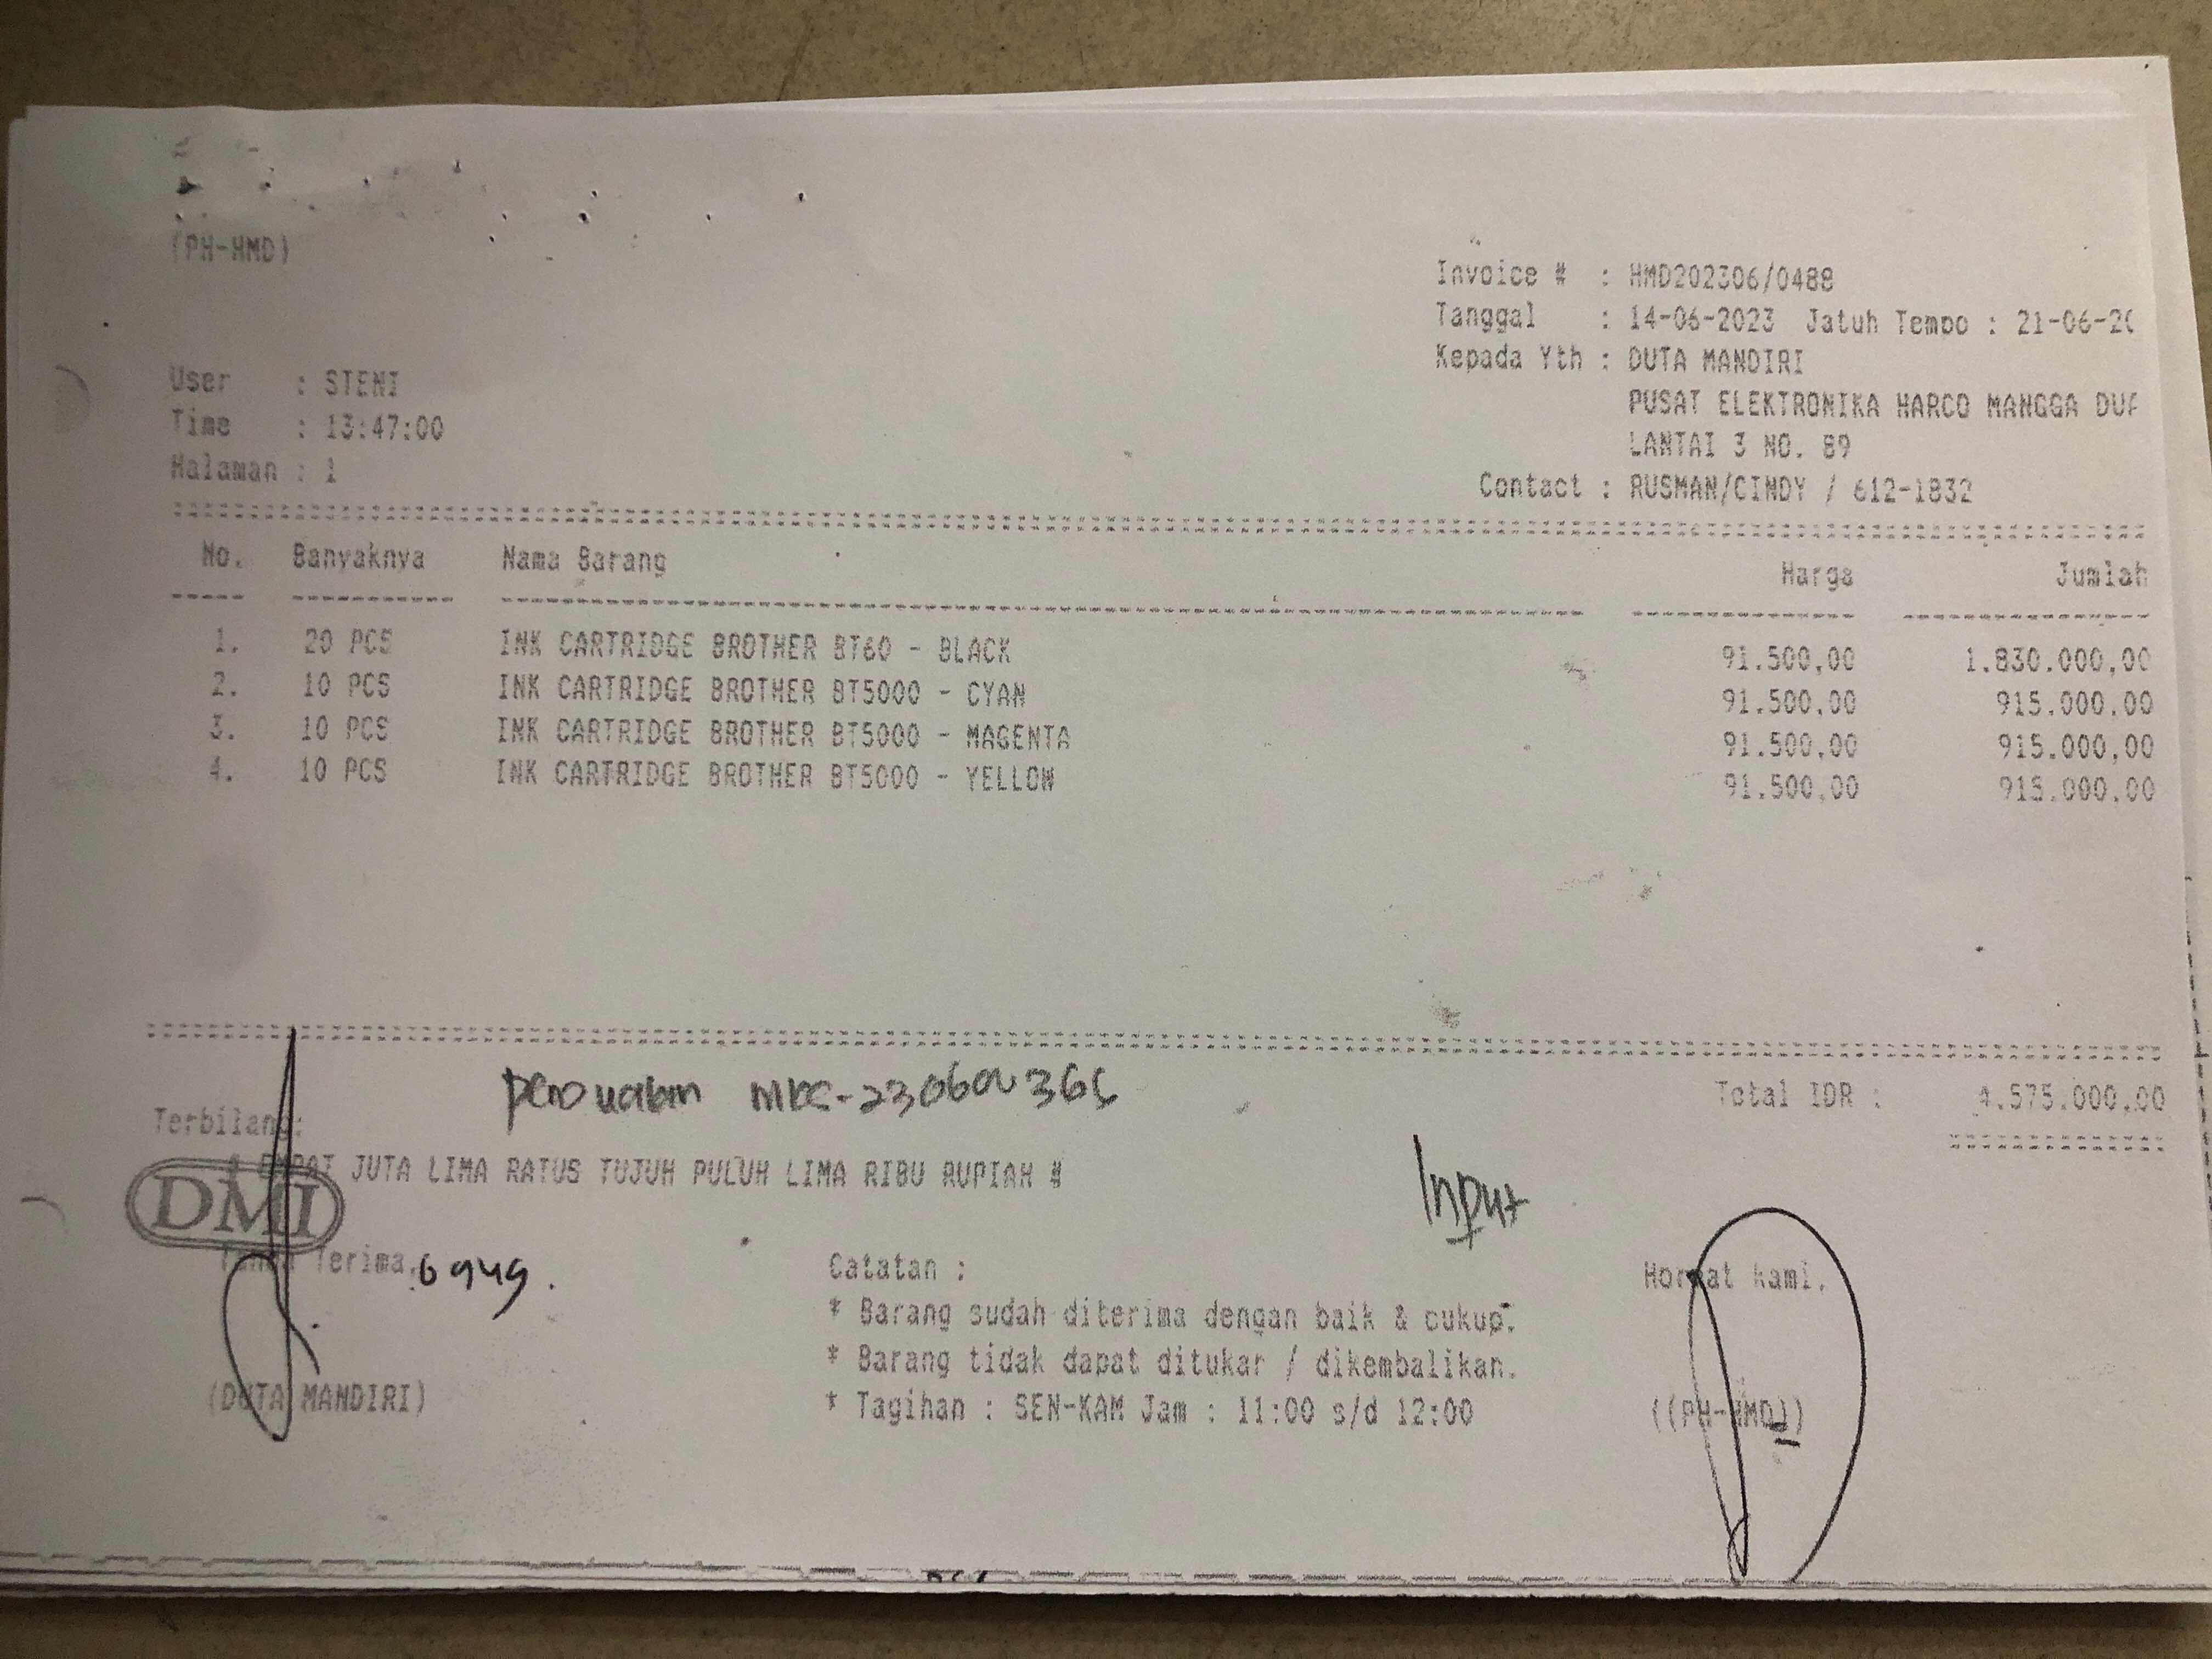 (PH-HMD)
Invoice # : HMD202306/0488
Tanggal : 14-06-2023 Jatuh Tempo : 21-06-20
Kepada Yth : DUTA MANDIRI
PUSAT ELEKTRONIKA HARCO MANGGA DUA
LANTAI 3 NO. 89
Contact : RUSMAN/CINDY / 612-1832
User : STENI
Time : 13:47:00
Halaman : 1
No. Banyaknya Nama Barang Harga Jumlah
1. 20 PCS INK CARTRIDGE BROTHER BT60 - BLACK 91.500,00 1.830.000,00
2. 10 PCS INK CARTRIDGE BROTHER BT5000 - CYAN 91.500,00 915.000,00
3. 10 PCS INK CARTRIDGE BROTHER BT5000 - MAGENTA 91.500,00 915.000,00
4. 10 PCS INK CARTRIDGE BROTHER BT5000 - YELLOW 91.500,00 915.000,00
Total IDR : 4.575.000,00
Terbilang:
# EMPAT JUTA LIMA RATUS TUJUH PULUH LIMA RIBU RUPIAH #
DMI
Input
Tanda Terima,
Catatan :
Hormat kami,
* Barang sudah diterima dengan baik & cukup.
* Barang tidak dapat ditukar / dikembalikan.
* Tagihan : SEN-KAM Jam : 11:00 s/d 12:00
(DUTA MANDIRI)
((PH-HMD))